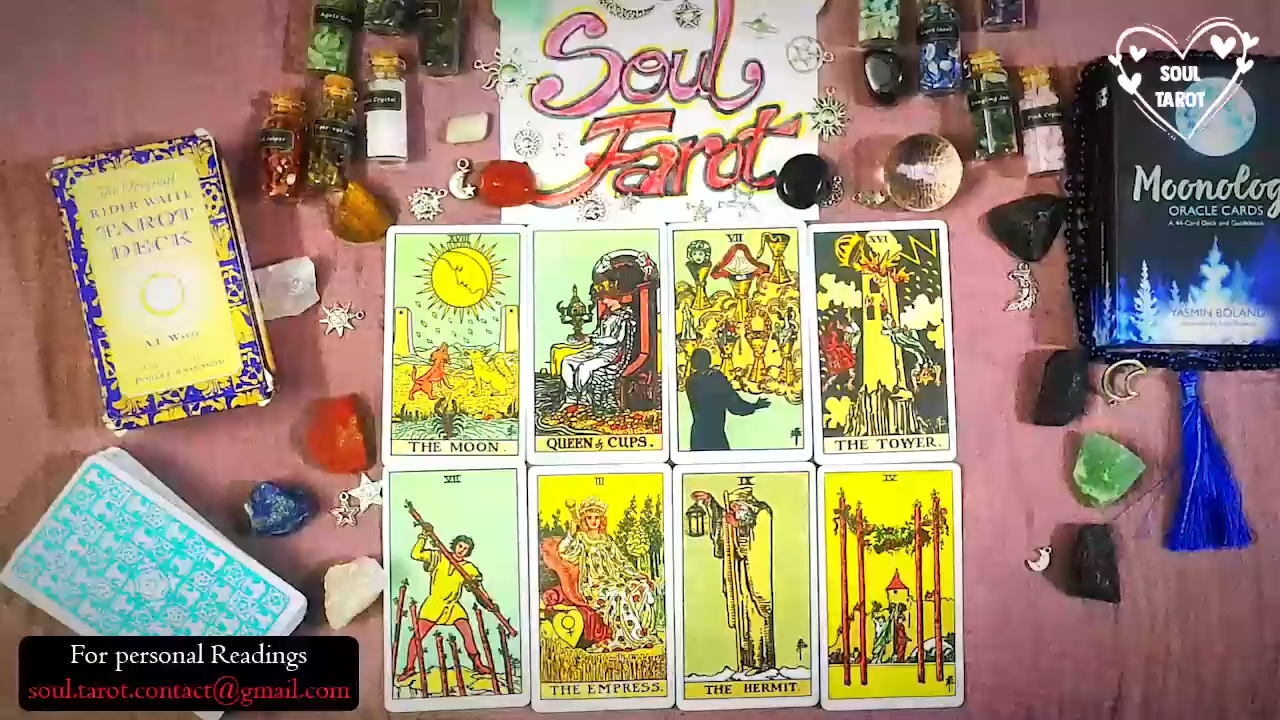 Soul
Tarot
SOUL
TAROT
The Original
RIDER WAITE
TAROT
DECK
A.E. WAITE
Moonolog
ORACLE CARDS
A 44-Card Deck and Guidebook
YASMIN BOLAND
XVIII
THE MOON.
QUEEN of CUPS.
VII
XVI
THE TOWER.
VII
III
THE EMPRESS.
IX
THE HERMIT.
IV
For personal Readings
soul.tarot.contact@gmail.com